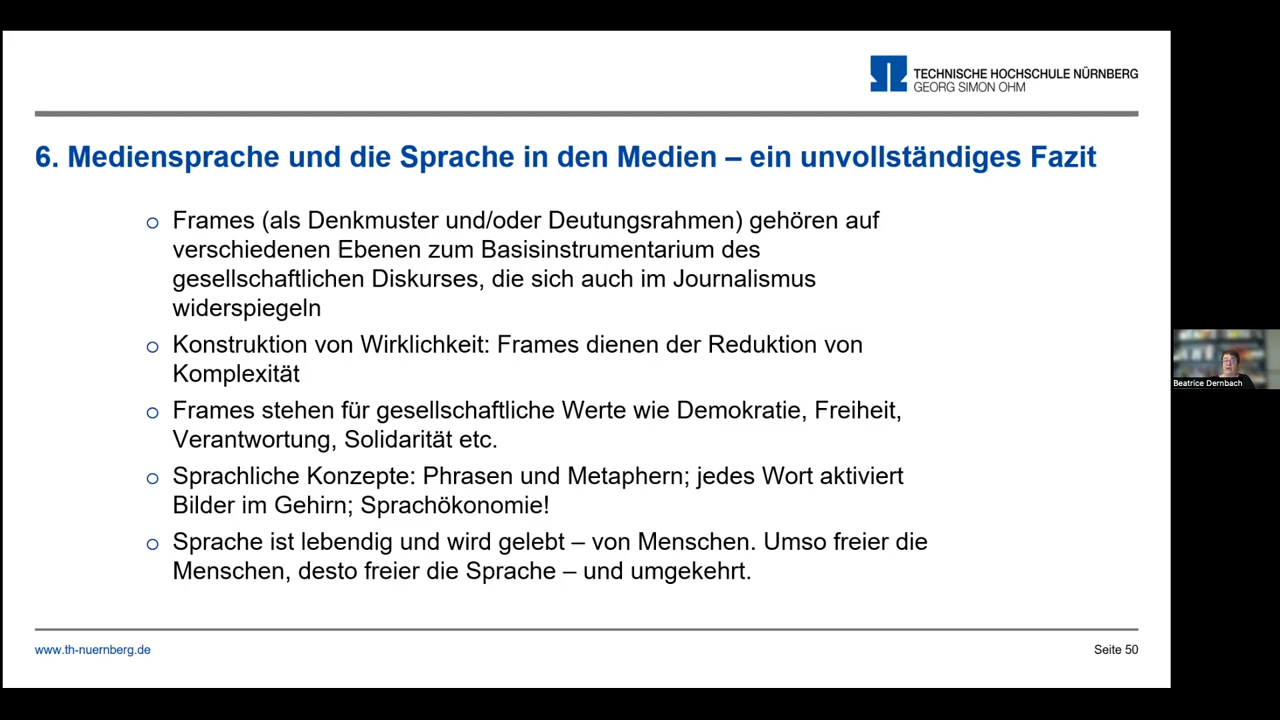 TECHNISCHE HOCHSCHULE NÜRNBERG
GEORG SIMON OHM
6. Mediensprache und die Sprache in den Medien – ein unvollständiges Fazit
o Frames (als Denkmuster und/oder Deutungsrahmen) gehören auf
verschiedenen Ebenen zum Basisinstrumentarium des
gesellschaftlichen Diskurses, die sich auch im Journalismus
widerspiegeln
o Konstruktion von Wirklichkeit: Frames dienen der Reduktion von
Komplexität
o Frames stehen für gesellschaftliche Werte wie Demokratie, Freiheit,
Verantwortung, Solidarität etc.
o Sprachliche Konzepte: Phrasen und Metaphern; jedes Wort aktiviert
Bilder im Gehirn; Sprachökonomie!
o Sprache ist lebendig und wird gelebt – von Menschen. Umso freier die
Menschen, desto freier die Sprache – und umgekehrt.
www.th-nuernberg.de
Seite 50
Beatrice Dernbach